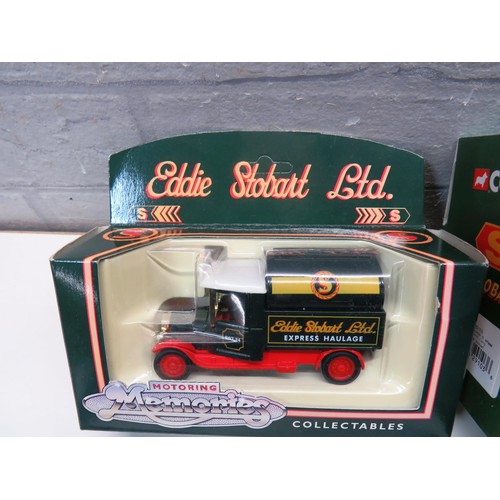 Eddie Stobart Ltd.
S
S
S
Eddie Stobart Ltd.
EXPRESS HAULAGE
MOTORING
Memories
COLLECTABLES